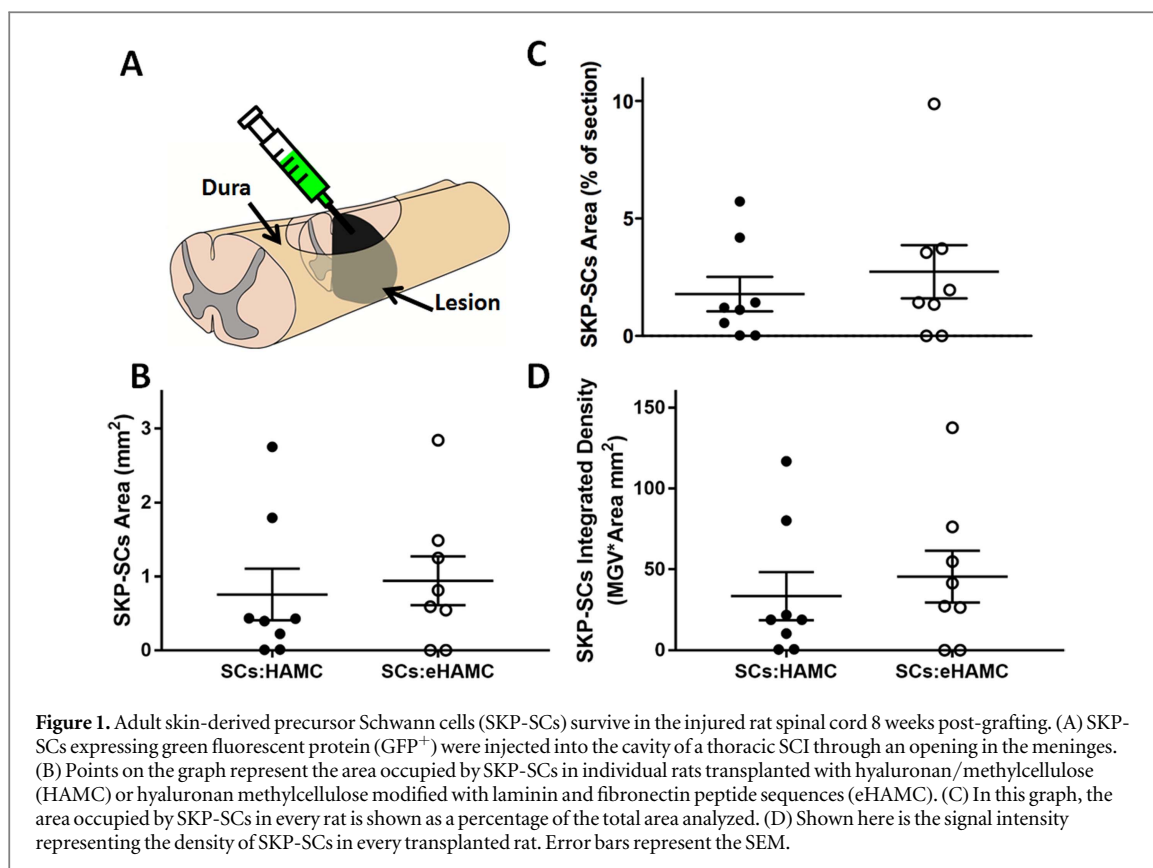 A
Dura
Lesion
C
SKP-SCs Area (% of section)
10
5
0
B
SKP-SCs Area (mm²)
3
2
1
0
SCs:HAMC
SCs:eHAMC
D
SKP-SCs Integrated Density
(MGV*Area mm²)
150
100
50
0
SCs:HAMC
SCs:eHAMC
Figure 1. Adult skin-derived precursor Schwann cells (SKP-SCs) survive in the injured rat spinal cord 8 weeks post-grafting. (A) SKP-
SCs expressing green fluorescent protein (GFP⁺) were injected into the cavity of a thoracic SCI through an opening in the meninges.
(B) Points on the graph represent the area occupied by SKP-SCs in individual rats transplanted with hyaluronan/methylcellulose
(HAMC) or hyaluronan methylcellulose modified with laminin and fibronectin peptide sequences (eHAMC). (C) In this graph, the
area occupied by SKP-SCs in every rat is shown as a percentage of the total area analyzed. (D) Shown here is the signal intensity
representing the density of SKP-SCs in every transplanted rat. Error bars represent the SEM.